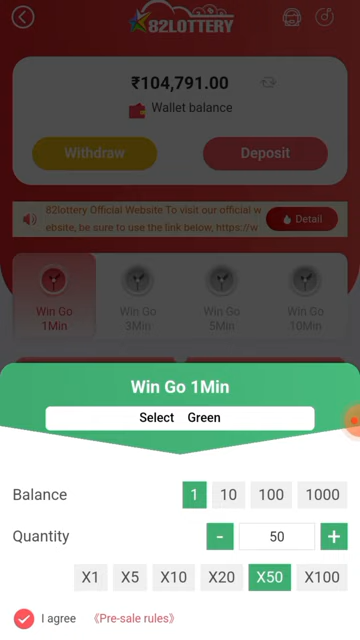 82LOTTERY
₹104,791.00
Wallet balance
Withdraw
Deposit
82lottery Official Website To visit our official w
ebsite, be sure to use the link below, https://w
Detail
Win Go
1Min
Win Go
3Min
Win Go
5Min
Win Go
10Min
Win Go 1Min
Select Green
Balance
1
10
100
1000
Quantity
-
50
+
X1
X5
X10
X20
X50
X100
I agree
《Pre-sale rules》